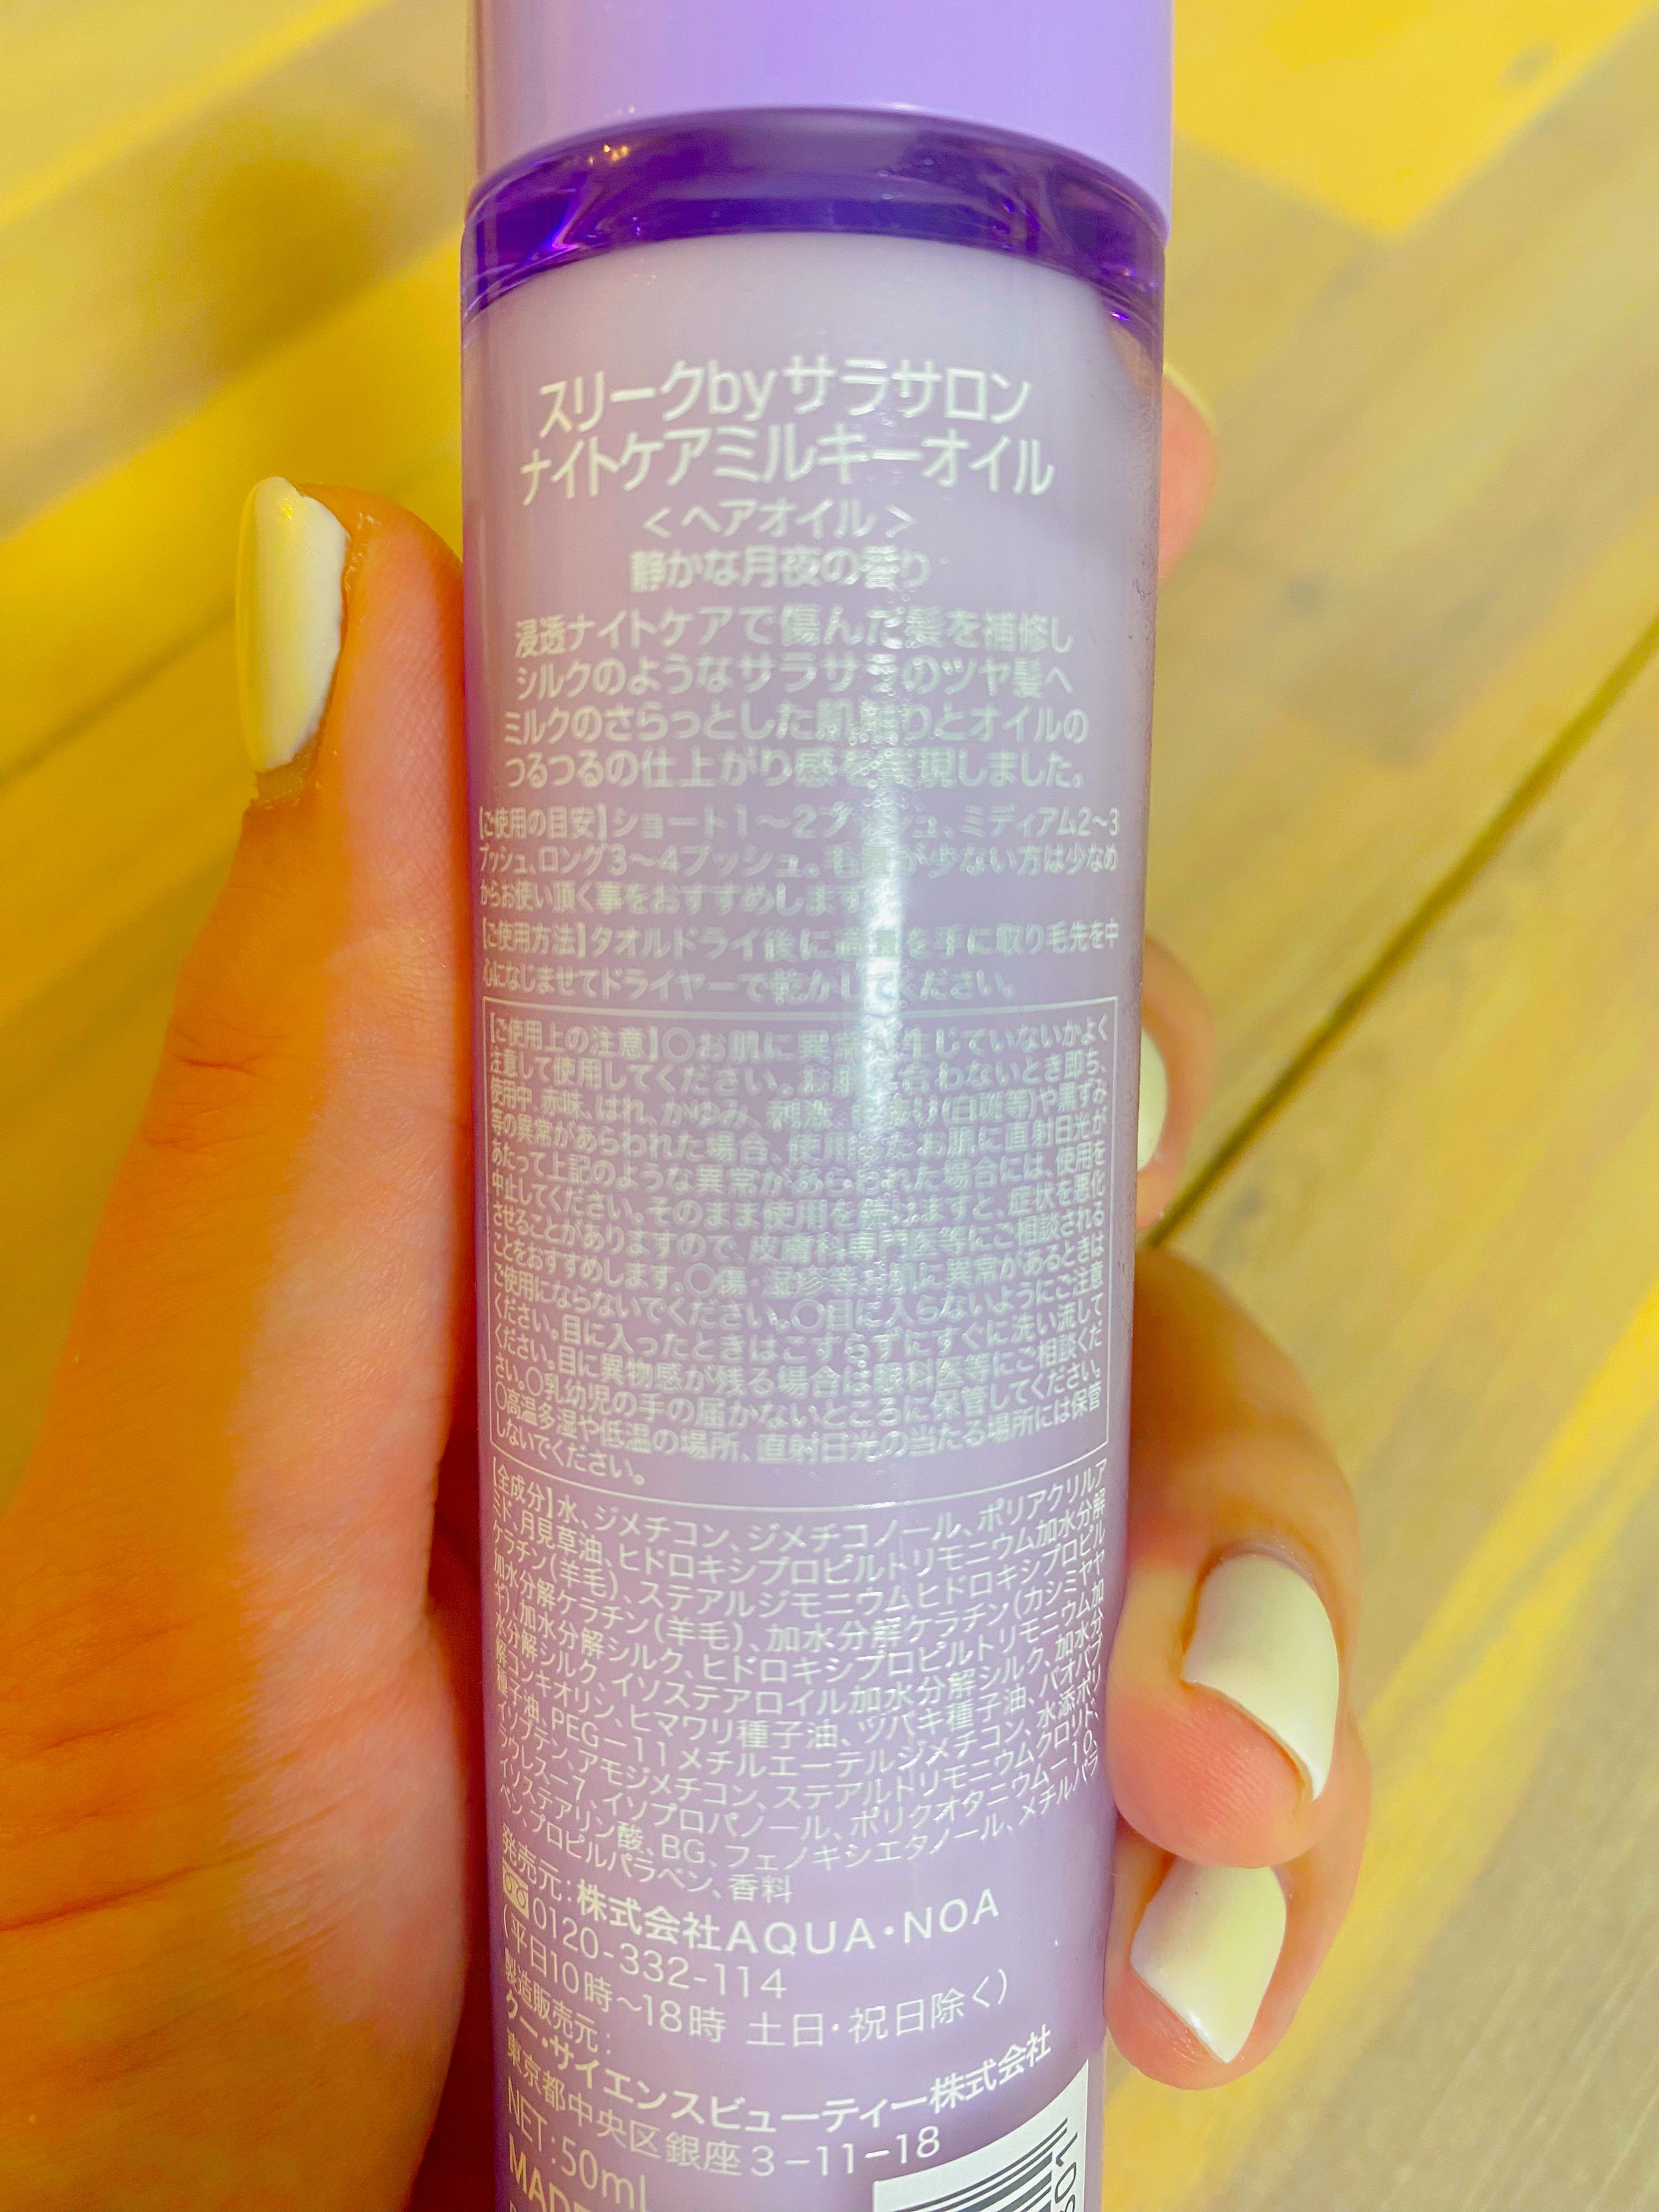 スリークbyサラサロン
ナイトケアミルキーオイル
＜ヘアオイル＞
静かな月夜の香り
浸透ナイトケアで傷んだ髪を補修し
シルクのようなサラサラのツヤ髪へ
ミルクのさらっとした肌触りとオイルの
つるつるの仕上がり感を実現しました。
【ご使用の目安】ショート1〜2プッシュ、ミディアム2〜3
プッシュ、ロング3〜4プッシュ。毛量が少ない方は少なめ
からお使い頂く事をおすすめします。
【ご使用方法】タオルドライ後に適量を手に取り毛先を中
心になじませてドライヤーで乾かしてください。
【ご使用上の注意】○お肌に異常が生じていないかよく
注意して使用してください。お肌に合わないとき即ち、
使用中、赤味、はれ、かゆみ、刺激、色抜け(白斑等)や黒ずみ
等の異常があらわれた場合、使用したお肌に直射日光が
あたって上記のような異常があらわれた場合には、使用を
中止してください。そのまま使用を続けますと、症状を悪化
させることがありますので、皮膚科専門医等にご相談される
ことをおすすめします。○傷・湿疹等お肌に異常があるときは
ご使用にならないでください。○目に入らないようにご注意
ください。目に入ったときはこすらずにすぐに洗い流して
ください。目に異物感が残る場合は眼科医等にご相談くだ
さい。○乳幼児の手の届かないところに保管してください。
○高温多湿や低温の場所、直射日光の当たる場所には保管
しないでください。
【全成分】水、ジメチコン、ジメチコノール、ポリアクリルア
ミド、月見草油、ヒドロキシプロピルトリモニウム加水分解
ケラチン(羊毛)、ステアルジモニウムヒドロキシプロピル
加水分解ケラチン(羊毛)、加水分解ケラチン(カシミヤヤ
ギ)、加水分解シルク、ヒドロキシプロピルトリモニウム加
水分解シルク、イソステアロイル加水分解シルク、加水分
解コンキオリン、ヒマワリ種子油、ツバキ種子油、バオバブ
種子油、PEG－11メチルエーテルジメチコン、水添ポリ
イソブテン、アモジメチコン、ステアルトリモニウムクロリド、
ラウレス－7、イソプロパノール、ポリクオタニウム－10、
イソステアリン酸、BG、フェノキシエタノール、メチルパラ
ベン、プロピルパラベン、香料
発売元：株式会社AQUA・NOA
0120-332-114
(平日10時〜18時 土日・祝日除く)
製造販売元：
クー・サイエンスビューティー株式会社
東京都中央区銀座3－11－18
NET：50mL
MADE